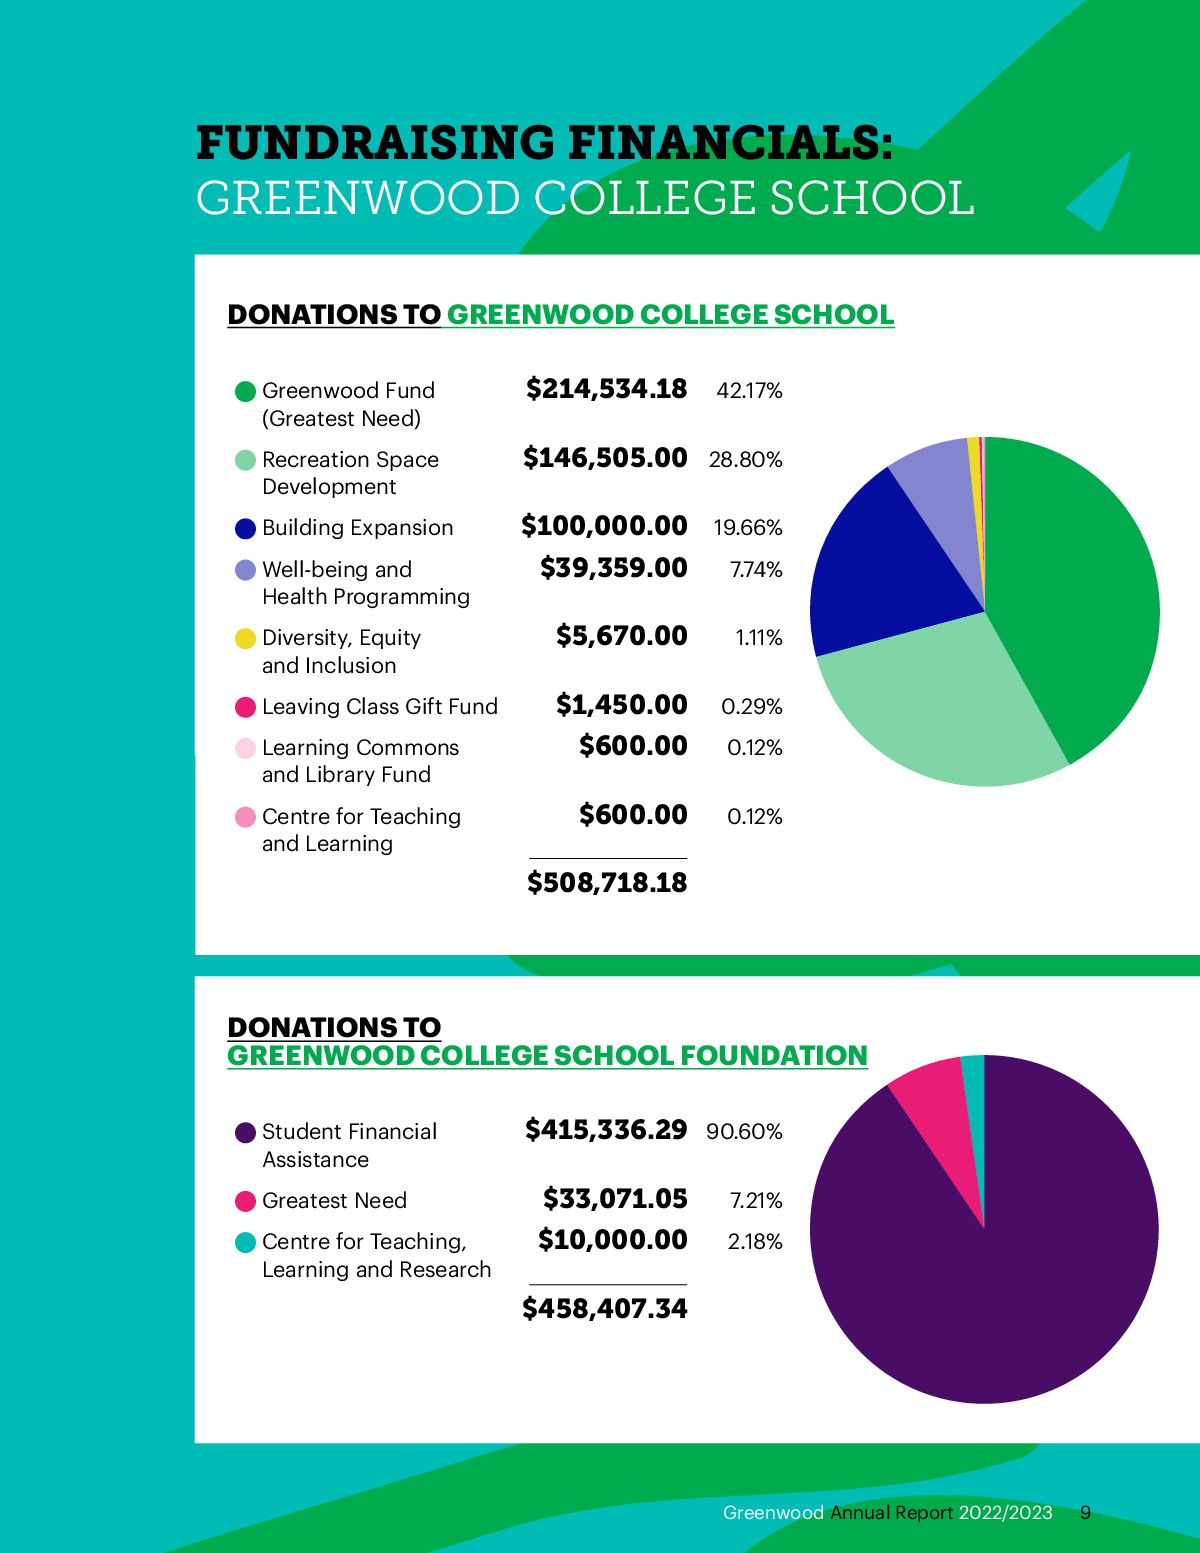 FUNDRAISING FINANCIALS:
GREENWOOD COLLEGE SCHOOL
DONATIONS TO GREENWOOD COLLEGE SCHOOL
Greenwood Fund $214,534.18 42.17%
(Greatest Need)
Recreation Space $146,505.00 28.80%
Development
Building Expansion $100,000.00 19.66%
Well-being and $39,359.00 7.74%
Health Programming
Diversity, Equity $5,670.00 1.11%
and Inclusion
Leaving Class Gift Fund $1,450.00 0.29%
Learning Commons $600.00 0.12%
and Library Fund
Centre for Teaching $600.00 0.12%
and Learning
$508,718.18
DONATIONS TO
GREENWOOD COLLEGE SCHOOL FOUNDATION
Student Financial $415,336.29 90.60%
Assistance
Greatest Need $33,071.05 7.21%
Centre for Teaching, $10,000.00 2.18%
Learning and Research
$458,407.34
Greenwood Annual Report 2022/2023 9